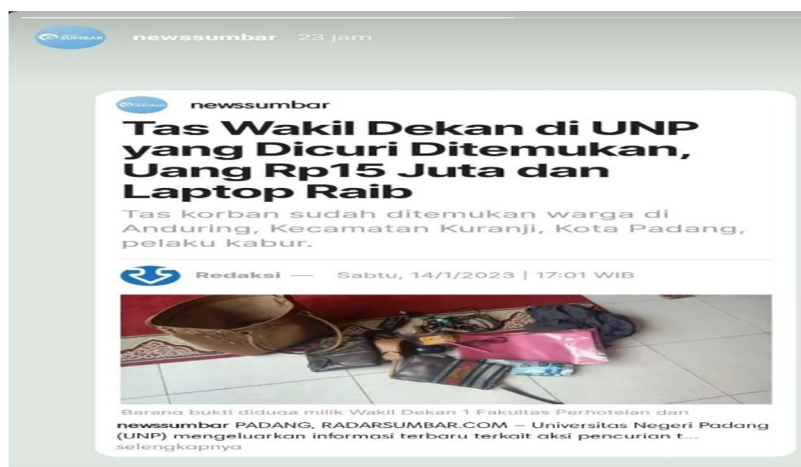 newssumbar 23 jam
newssumbar
Tas Wakil Dekan di UNP
yang Dicuri Ditemukan,
Uang Rp15 Juta dan
Laptop Raib
Tas korban sudah ditemukan warga di
Anduring, Kecamatan Kuranji, Kota Padang,
pelaku kabur.
Redaksi — Sabtu, 14/1/2023 | 17:01 WIB
Barang bukti diduga milik Wakil Dekan 1 Fakultas Perhotelan dan
newssumbar PADANG, RADARSUMBAR.COM – Universitas Negeri Padang
(UNP) mengeluarkan informasi terbaru terkait aksi pencurian t...
selengkapnya